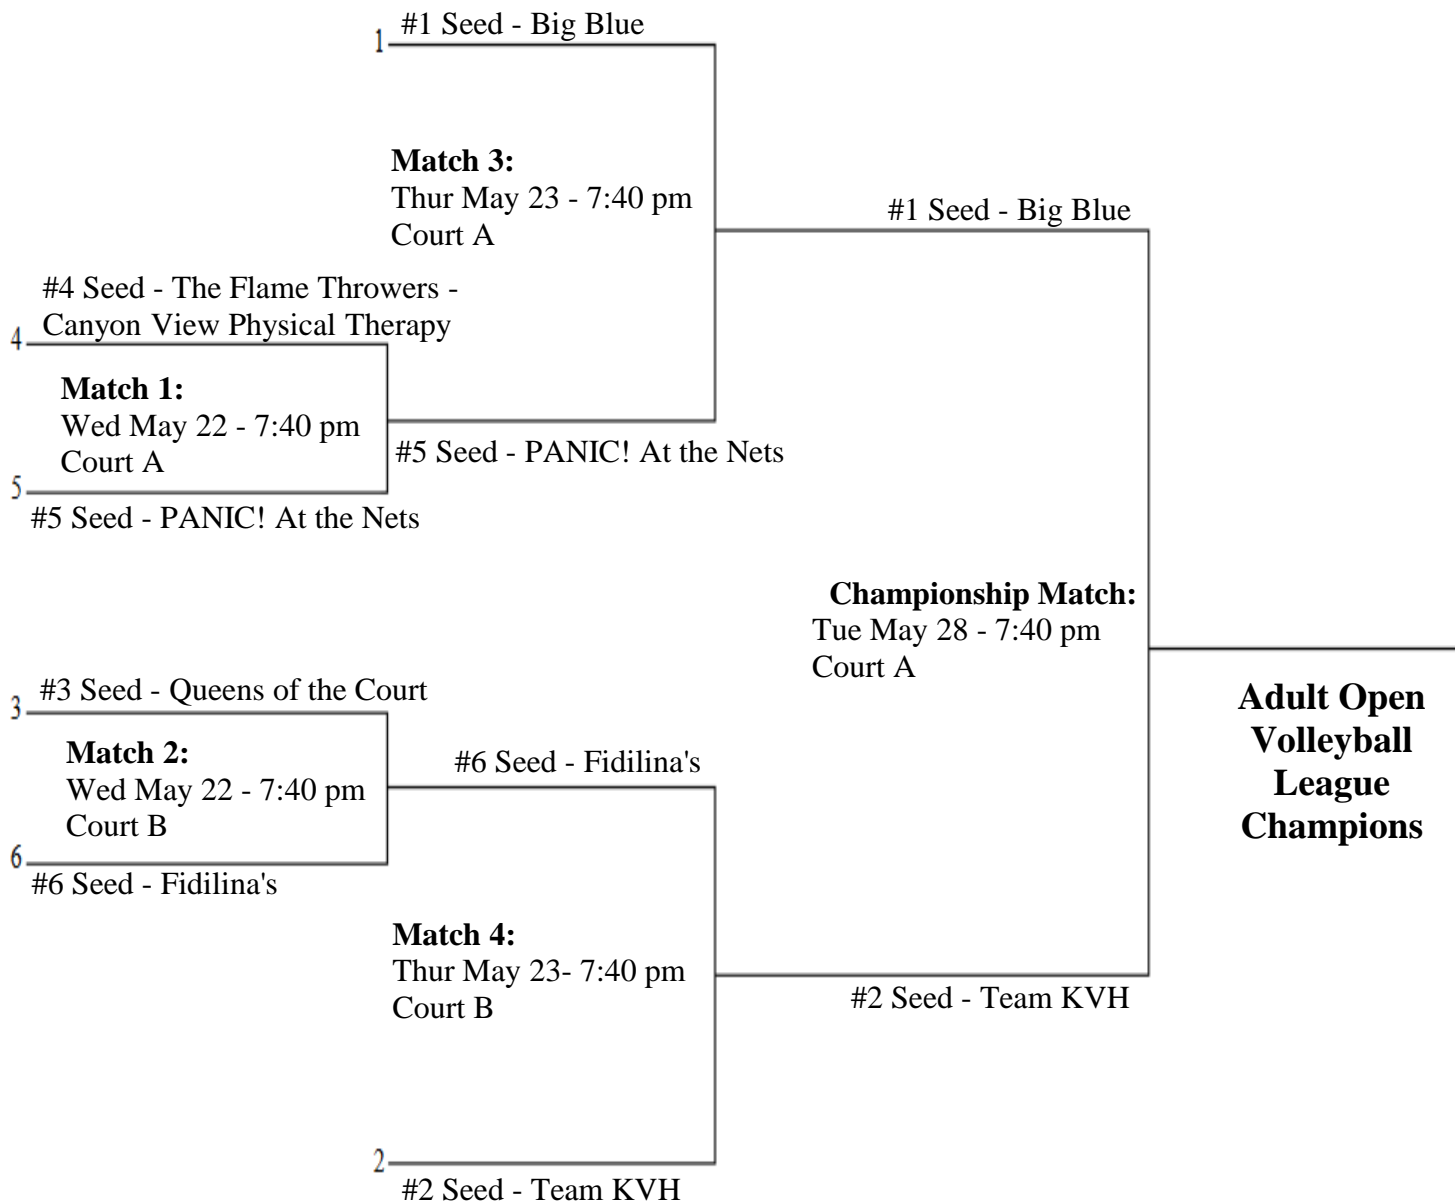 #1 Seed - Big Blue
1
Match 3:
Thur May 23 - 7:40 pm
Court A
#1 Seed - Big Blue
#4 Seed - The Flame Throwers -
Canyon View Physical Therapy
4
Match 1:
Wed May 22 - 7:40 pm
Court A
#5 Seed - PANIC! At the Nets
5
#5 Seed - PANIC! At the Nets
Championship Match:
Tue May 28 - 7:40 pm
Court A
Adult Open
Volleyball
League
Champions
#3 Seed - Queens of the Court
3
Match 2:
Wed May 22 - 7:40 pm
Court B
#6 Seed - Fidilina's
6
#6 Seed - Fidilina's
Match 4:
Thur May 23- 7:40 pm
Court B
#2 Seed - Team KVH
2
#2 Seed - Team KVH